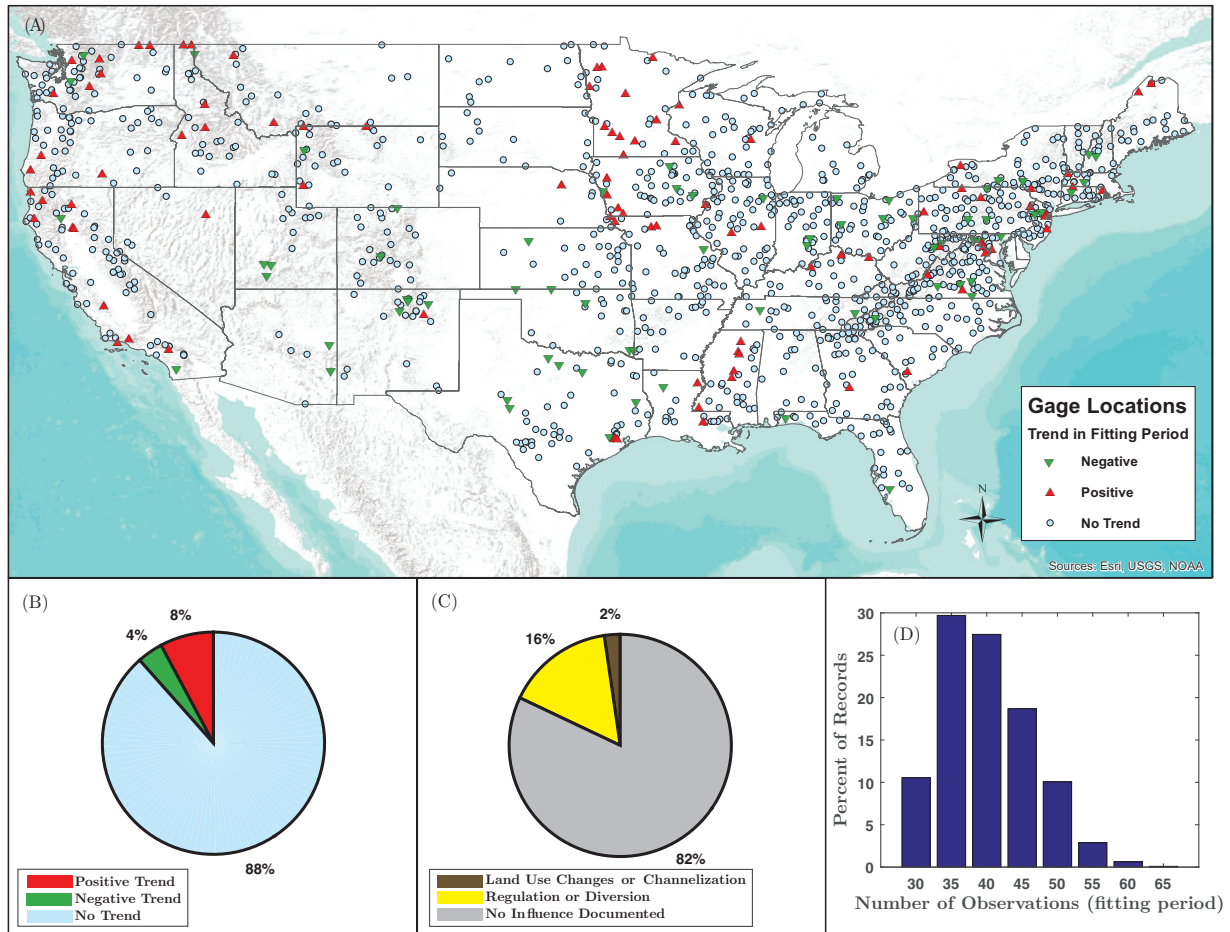 (A)
Gage Locations
Trend in Fitting Period
Negative
Positive
No Trend
N
Sources: Esri, USGS, NOAA
(B)
8%
4%
88%
Positive Trend
Negative Trend
No Trend
(C)
2%
16%
82%
Land Use Changes or Channelization
Regulation or Diversion
No Influence Documented
(D)
Percent of Records
30
25
20
15
10
5
0
30 35 40 45 50 55 60 65
Number of Observations (fitting period)